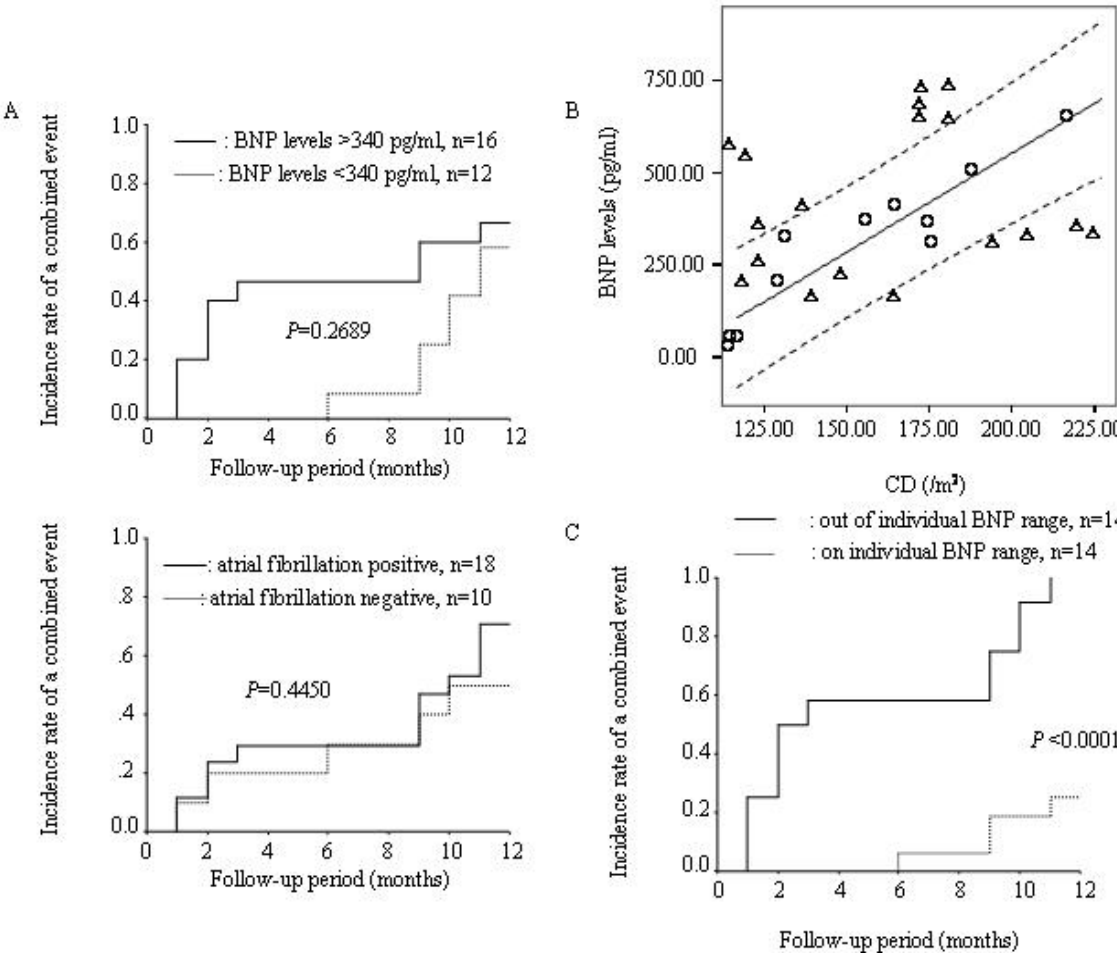 A
Incidence rate of a combined event
1.0
0.8
0.6
0.4
0.2
0.0
: BNP levels >340 pg/ml, n=16
: BNP levels <340 pg/ml, n=12
P=0.2689
0 2 4 6 8 10 12
Follow-up period (months)
Incidence rate of a combined event
1.0
.8
.6
.4
.2
0.0
: atrial fibrillation positive, n=18
: atrial fibrillation negative, n=10
P=0.4450
0 2 4 6 8 10 12
Follow-up period (months)
B
BNP levels (pg/ml)
750.00
500.00
250.00
0.00
125.00 150.00 175.00 200.00 225.00
CD (/m²)
C
: out of individual BNP range, n=14
: on individual BNP range, n=14
Incidence rate of a combined event
1.0
0.8
0.6
0.4
0.2
0.0
P <0.0001
0 2 4 6 8 10 12
Follow-up period (months)